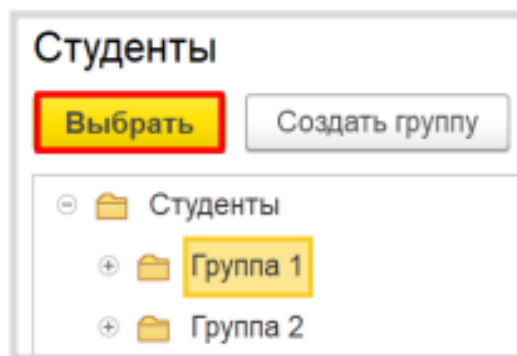 Студенты
Выбрать Создать группу
Студенты
Группа 1
Группа 2